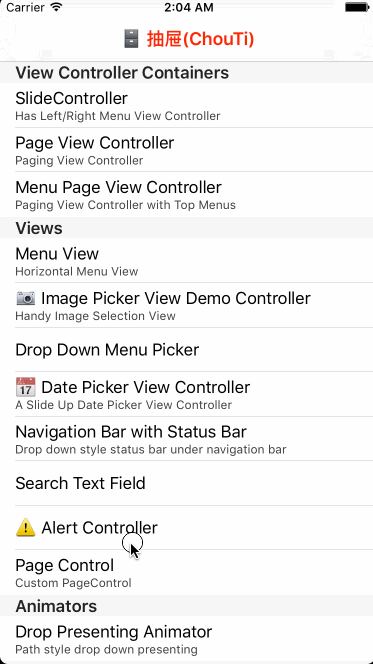 Carrier 2:04 AM
🗄 抽屉(ChouTi)
View Controller Containers
SlideController
Has Left/Right Menu View Controller
Page View Controller
Paging View Controller
Menu Page View Controller
Paging View Controller with Top Menus
Views
Menu View
Horizontal Menu View
📷 Image Picker View Demo Controller
Handy Image Selection View
Drop Down Menu Picker
📅 Date Picker View Controller
A Slide Up Date Picker View Controller
Navigation Bar with Status Bar
Drop down style status bar under navigation bar
Search Text Field
⚠️ Alert Controller
Page Control
Custom PageControl
Animators
Drop Presenting Animator
Path style drop down presenting